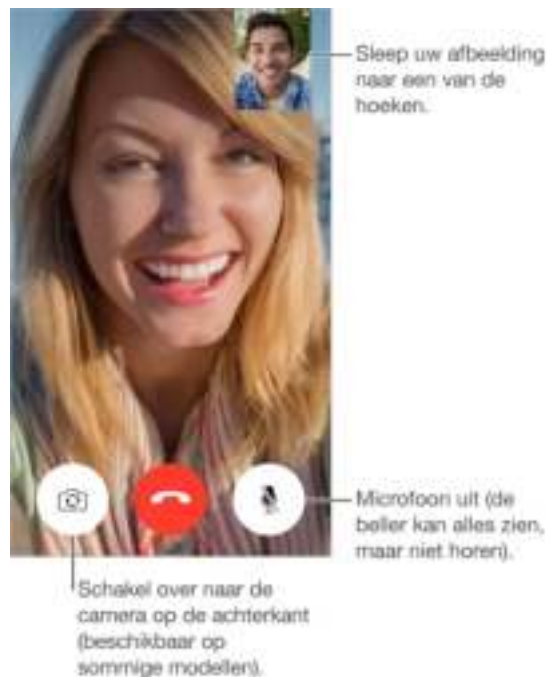 Sleep uw afbeelding
naar een van de
hoeken.
Microfoon uit (de
beller kan alles zien,
maar niet horen).
Schakel over naar de
camera op de achterkant
(beschikbaar op
sommige modellen).